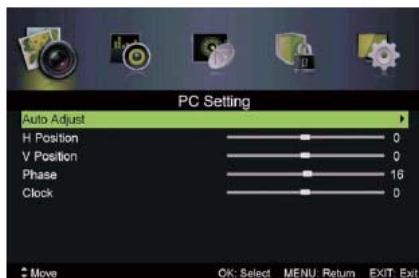 PC Setting
Auto Adjust
H Position 0
V Position 0
Phase 16
Clock 0
Move OK: Select MENU: Return EXIT: Exit